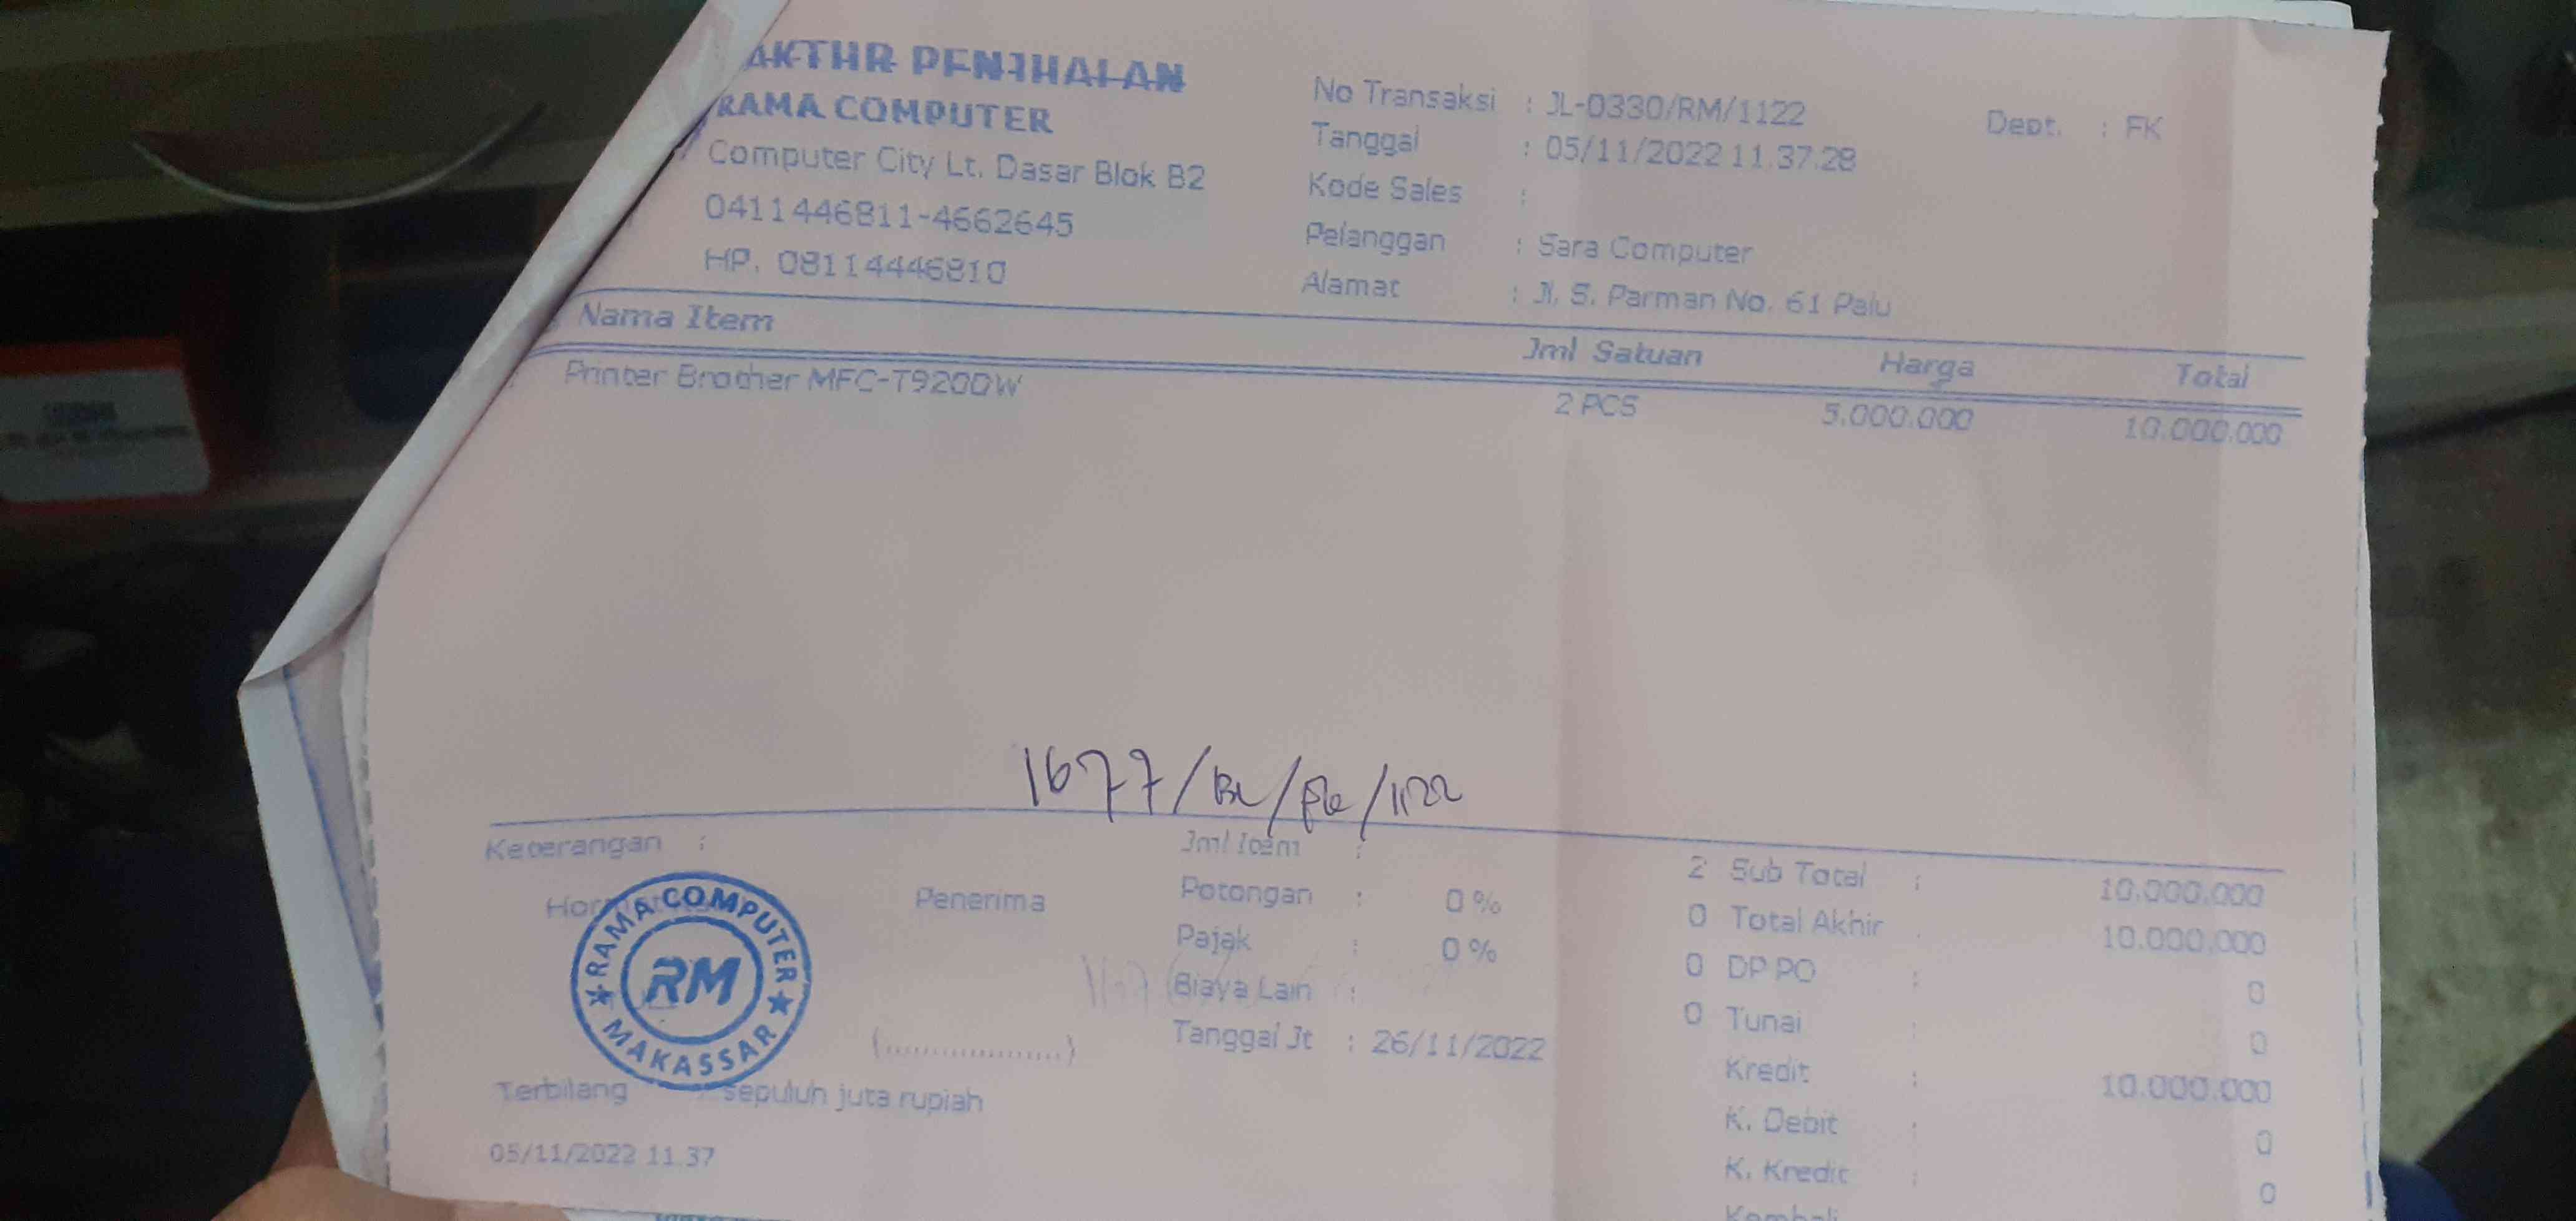 AKTUR PENJUALAN
RAMA COMPUTER
Computer City Lt. Dasar Blok B2
0411446811-4662645
HP. 08114446810
No Transaksi : JL-0330/RM/1122
Tanggal : 05/11/2022 11.37.28
Kode Sales :
Pelanggan : Sara Computer
Alamat : Jl. S. Parman No. 61 Palu
Dept. : FK
Nama Item Jml Satuan Harga Total
Printer Brother MFC-T920DW 2 PCS 5.000.000 10.000.000
1677/BL/FK/1122
Keterangan :
Penerima
(....................)
RAMA COMPUTER
RM
MAKASSAR
Jml Item : 2
Potongan : 0 % 0
Pajak : 0 % 0
Biaya Lain : 0
Tanggal Jt : 26/11/2022
Sub Total : 10.000.000
Total Akhir 10.000.000
DP PO : 0
Tunai : 0
Kredit : 10.000.000
K. Debit : 0
K. Kredit : 0
Kembali
Terbilang : sepuluh juta rupiah
05/11/2022 11.37